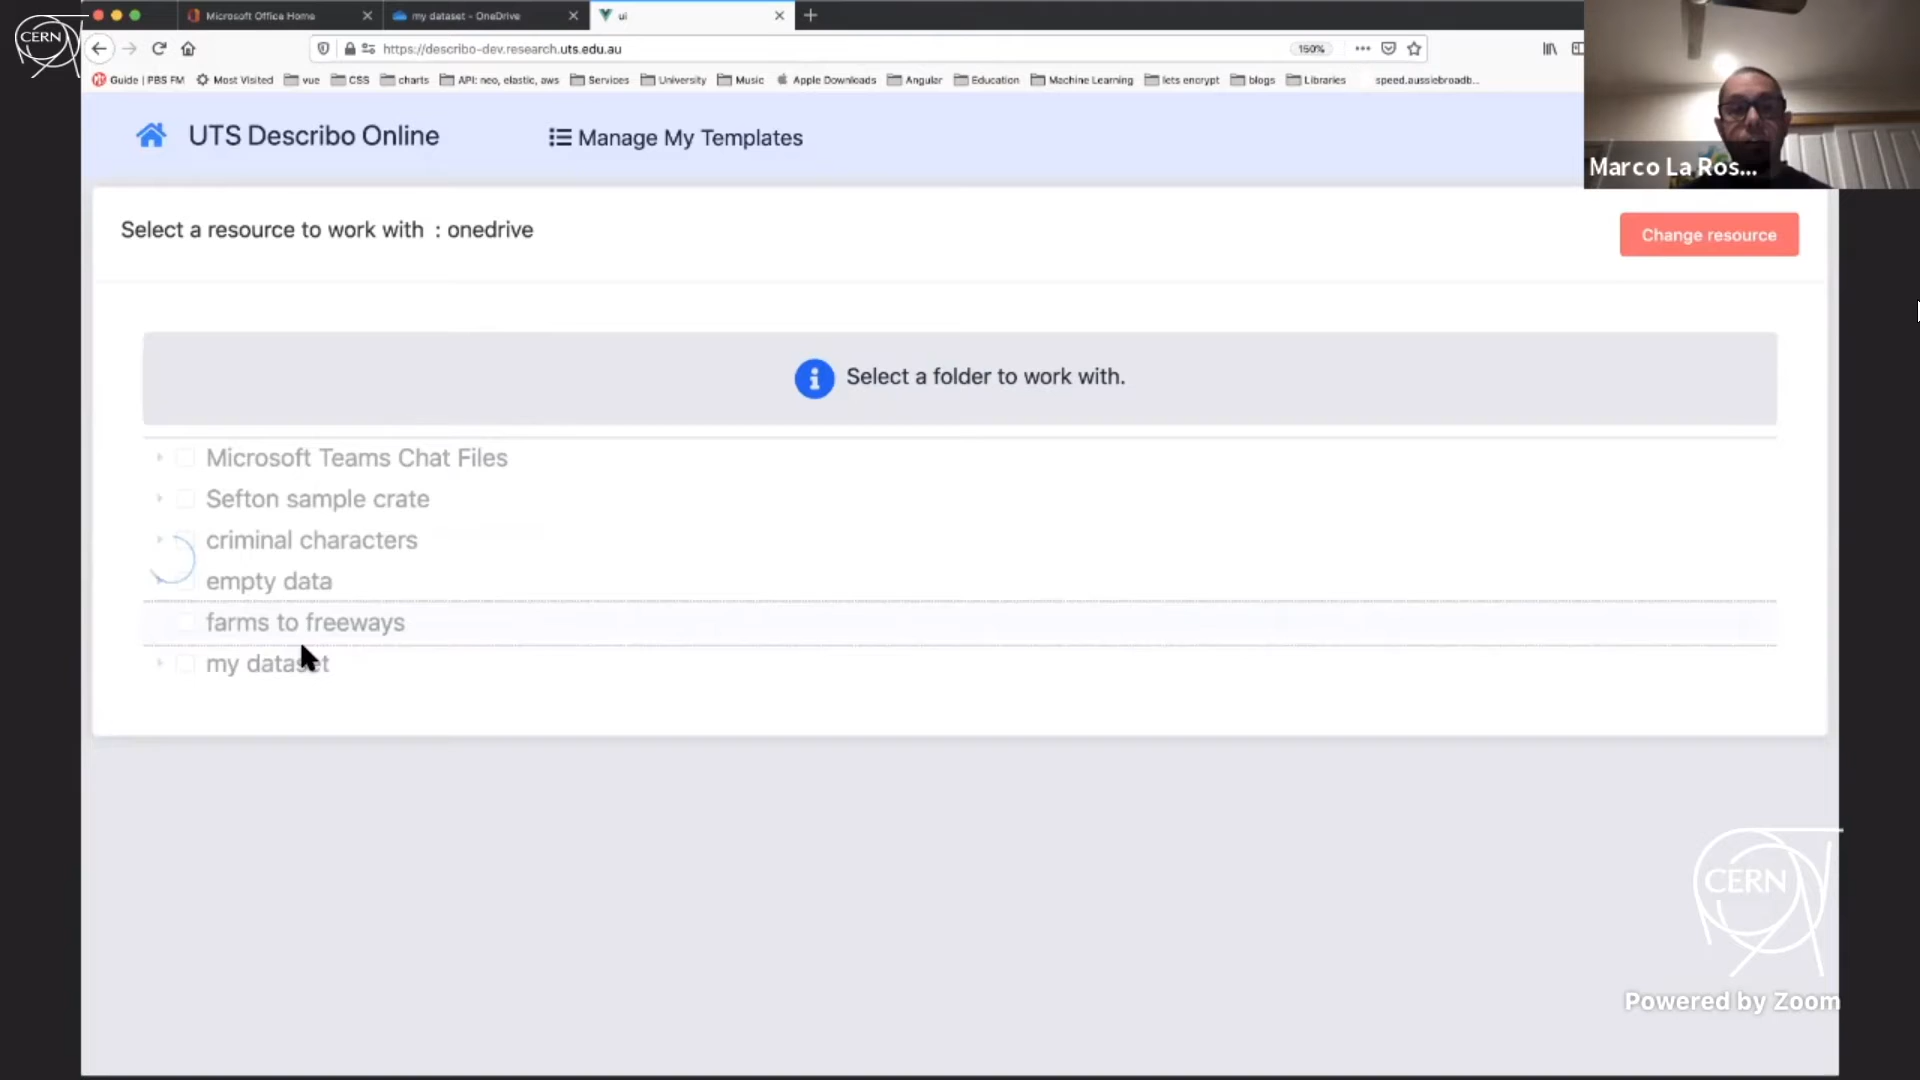 CERN
Microsoft Office Home
my dataset - OneDrive
ui
https://describo-dev.research.uts.edu.au
150%
Guide | PBS FM
Most Visited
vue
CSS
charts
API: neo, elastic, aws
Services
University
Music
Apple Downloads
Angular
Education
Machine Learning
lets encrypt
blogs
Libraries
speed.aussiebroadb...
UTS Describo Online
Manage My Templates
Marco La Ros...
Select a resource to work with : onedrive
Change resource
Select a folder to work with.
Microsoft Teams Chat Files
Sefton sample crate
criminal characters
empty data
farms to freeways
my dataset
CERN
Powered by Zoom